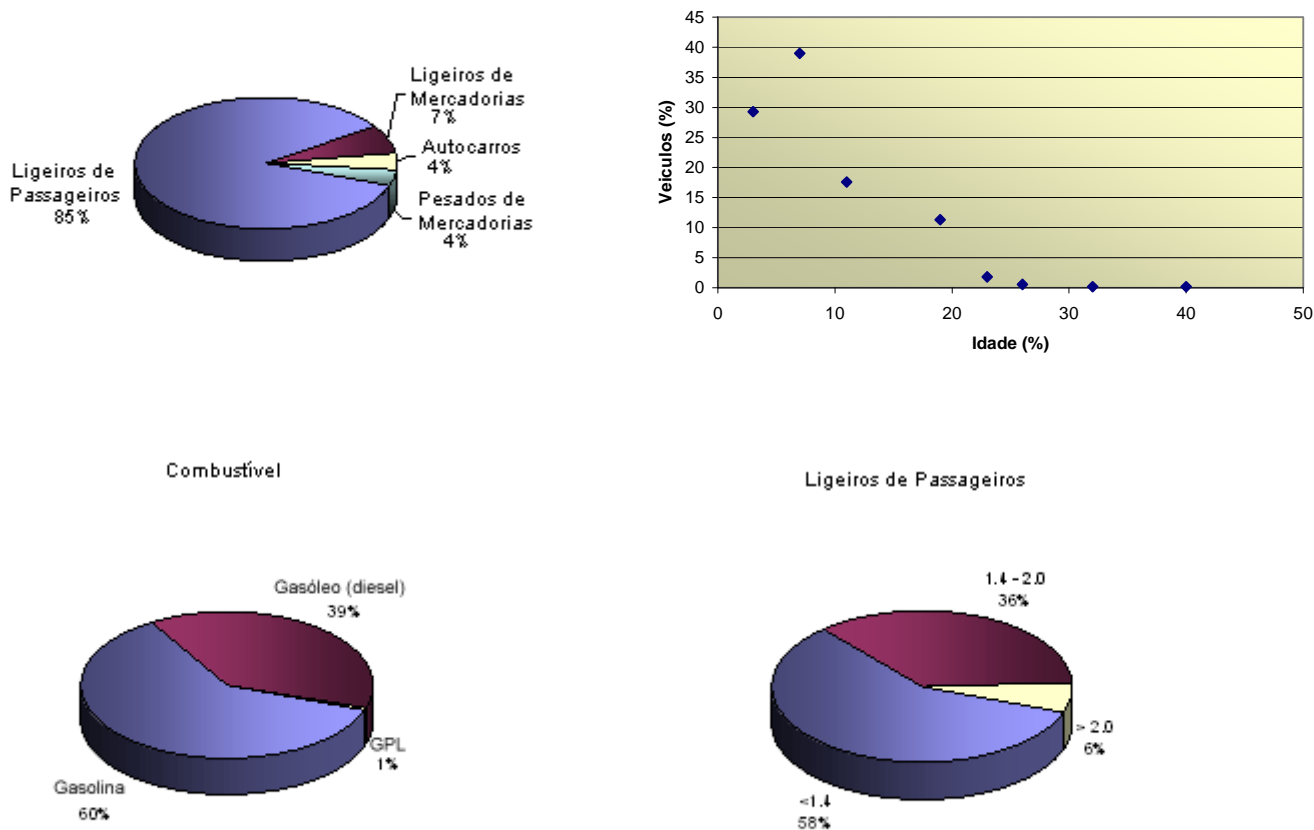 Ligeiros de
Mercadorias
7%
Autocarros
4%
Pesados de
Mercadorias
4%
Ligeiros de
Passageiros
85%
45
40
35
30
25
20
15
10
5
0
Veiculos (%)
0 10 20 30 40 50
Idade (%)
Combustível
Gasóleo (diesel)
39%
GPL
1%
Gasolina
60%
Ligeiros de Passageiros
1.4 - 2.0
36%
> 2.0
6%
<1.4
58%